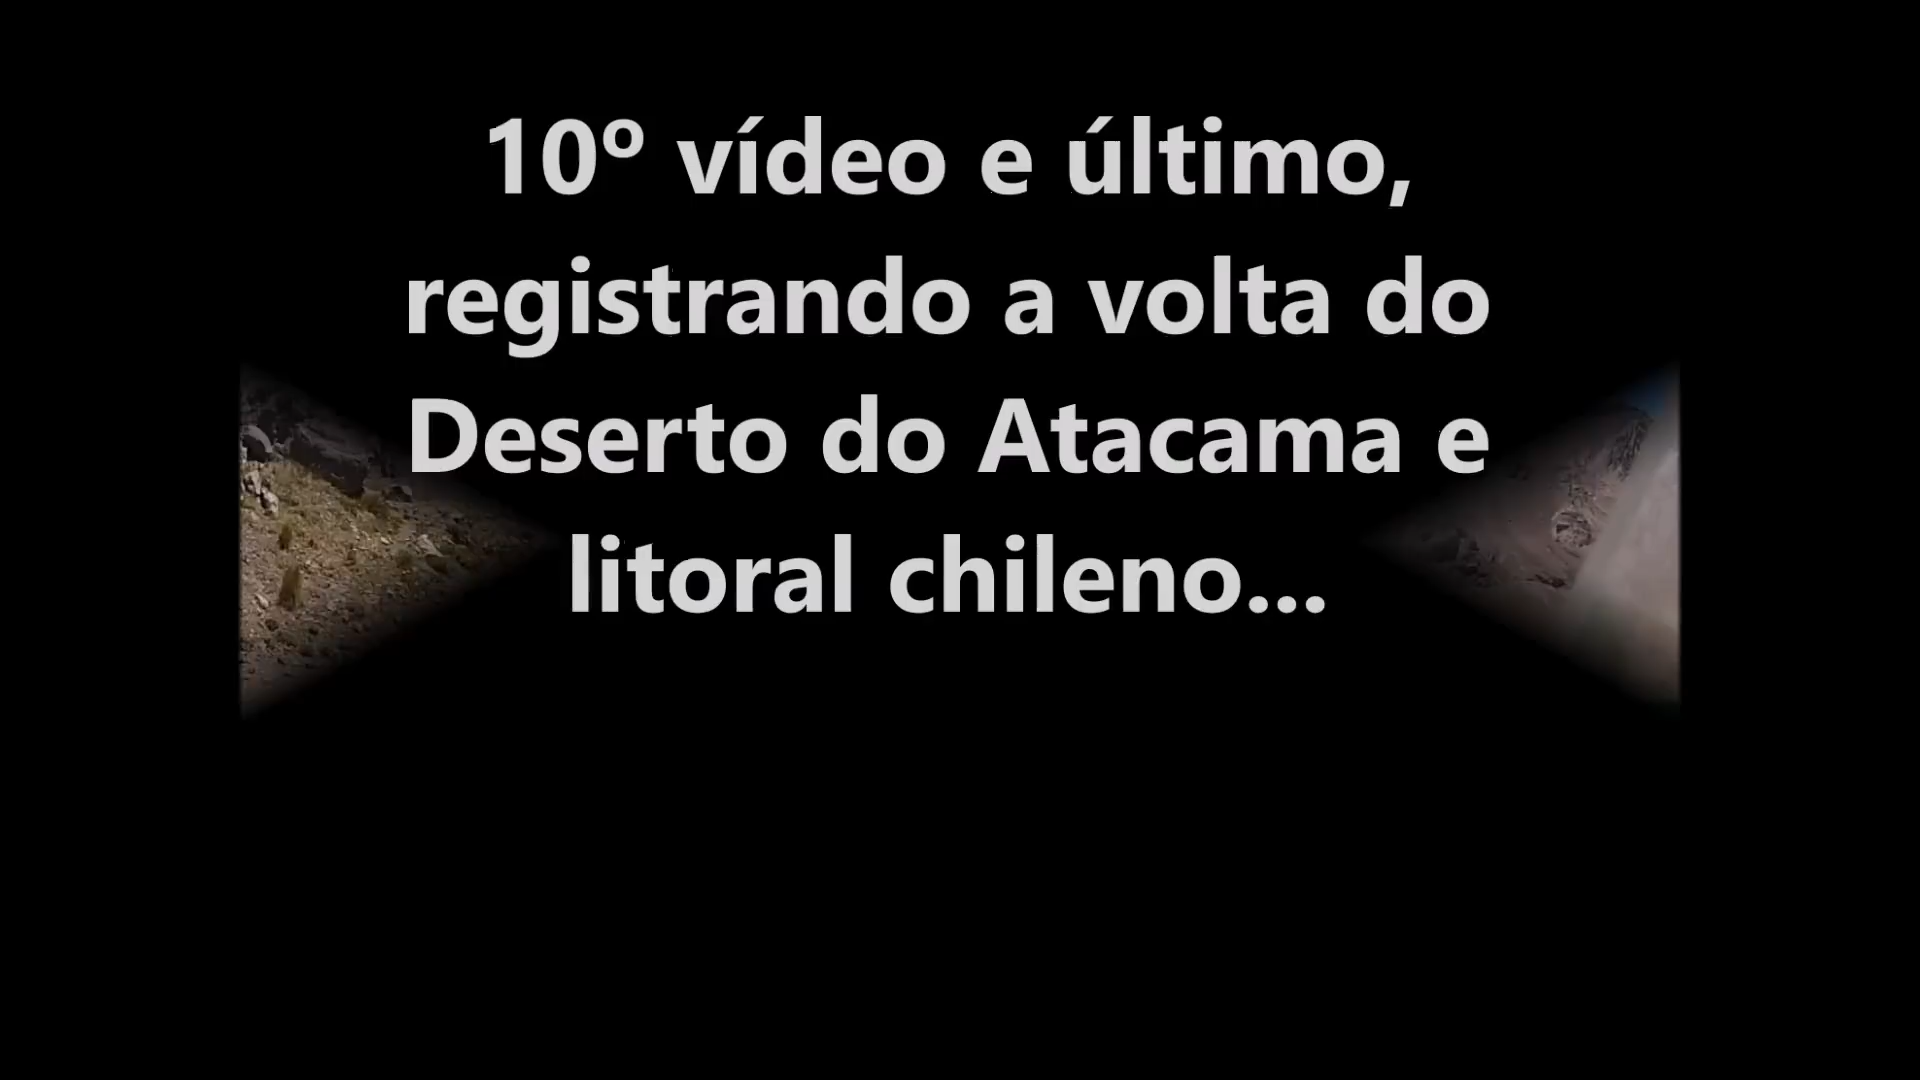 10º vídeo e último,
registrando a volta do
Deserto do Atacama e
litoral chileno...